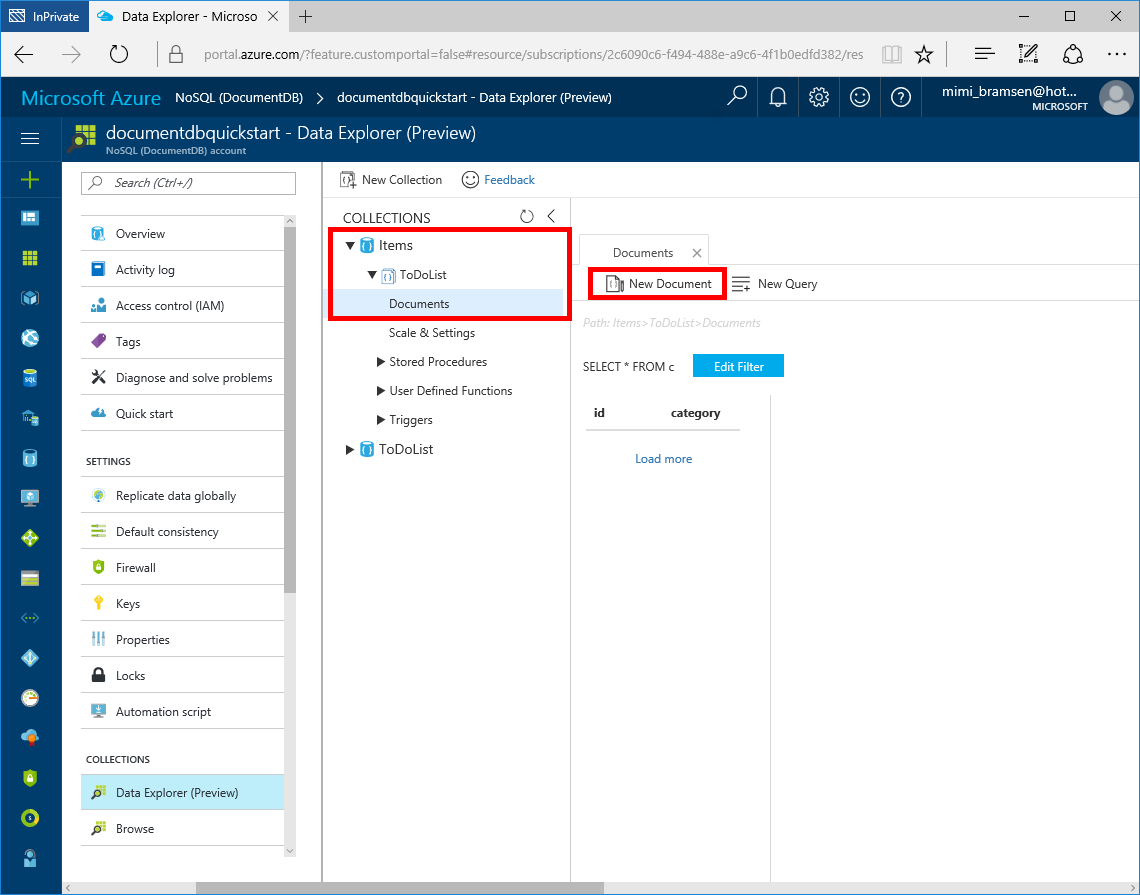 InPrivate
Data Explorer - Microso
portal.azure.com/?feature.customportal=false#resource/subscriptions/2c6090c6-f494-488e-a9c6-4f1b0edfd382/res
Microsoft Azure NoSQL (DocumentDB) > documentdbquickstart - Data Explorer (Preview)
mimi_bramsen@hot...
MICROSOFT
documentdbquickstart - Data Explorer (Preview)
NoSQL (DocumentDB) account
Search (Ctrl+/)
Overview
Activity log
Access control (IAM)
Tags
Diagnose and solve problems
Quick start
SETTINGS
Replicate data globally
Default consistency
Firewall
Keys
Properties
Locks
Automation script
COLLECTIONS
Data Explorer (Preview)
Browse
New Collection
Feedback
COLLECTIONS
Items
ToDoList
Documents
Scale & Settings
Stored Procedures
User Defined Functions
Triggers
ToDoList
Documents
New Document
New Query
Path: Items>ToDoList>Documents
SELECT * FROM c
Edit Filter
id category
Load more